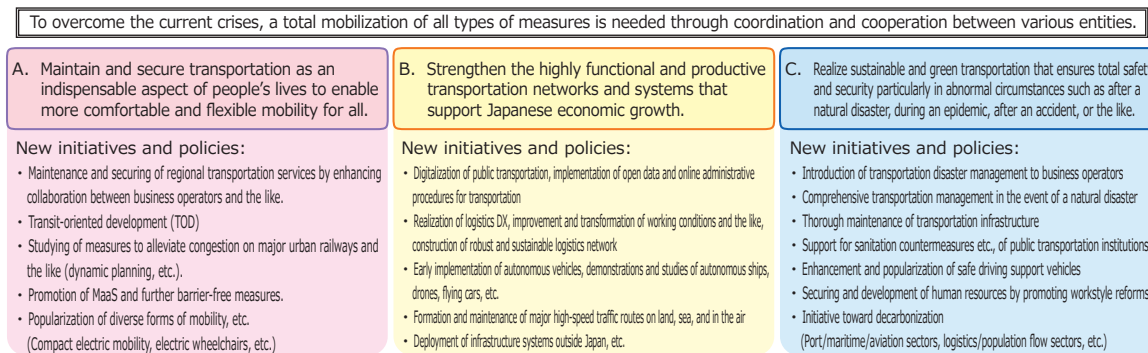 To overcome the current crises, a total mobilization of all types of measures is needed through coordination and cooperation between various entities.
A. Maintain and secure transportation as an
indispensable aspect of people's lives to enable
more comfortable and flexible mobility for all.
New initiatives and policies:
・Maintenance and securing of regional transportation services by enhancing
collaboration between business operators and the like.
・Transit-oriented development (TOD)
・Studying of measures to alleviate congestion on major urban railways and
the like (dynamic planning, etc.).
・Promotion of MaaS and further barrier-free measures.
・Popularization of diverse forms of mobility, etc.
(Compact electric mobility, electric wheelchairs, etc.)
B. Strengthen the highly functional and productive
transportation networks and systems that
support Japanese economic growth.
New initiatives and policies:
・Digitalization of public transportation, implementation of open data and online administrative
procedures for transportation
・Realization of logistics DX, improvement and transformation of working conditions and the like,
construction of robust and sustainable logistics network
・Early implementation of autonomous vehicles, demonstrations and studies of autonomous ships,
drones, flying cars, etc.
・Formation and maintenance of major high-speed traffic routes on land, sea, and in the air
・Deployment of infrastructure systems outside Japan, etc.
C. Realize sustainable and green transportation that ensures total safet
and security particularly in abnormal circumstances such as after a
natural disaster, during an epidemic, after an accident, or the like.
New initiatives and policies:
・Introduction of transportation disaster management to business operators
・Comprehensive transportation management in the event of a natural disaster
・Thorough maintenance of transportation infrastructure
・Support for sanitation countermeasures etc., of public transportation institutions
・Enhancement and popularization of safe driving support vehicles
・Securing and development of human resources by promoting workstyle reforms
・Initiative toward decarbonization
(Port/maritime/aviation sectors, logistics/population flow sectors, etc.)